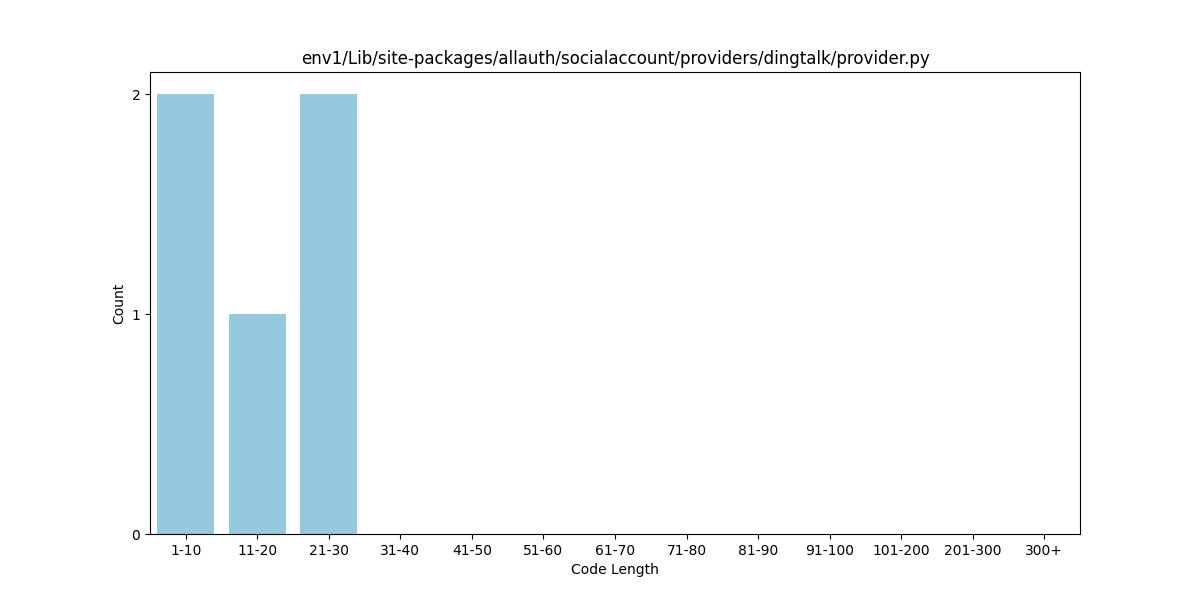 env1/Lib/site-packages/allauth/socialaccount/providers/dingtalk/provider.py
2
1
0
Count
1-10 11-20 21-30 31-40 41-50 51-60 61-70 71-80 81-90 91-100 101-200 201-300 300+
Code Length